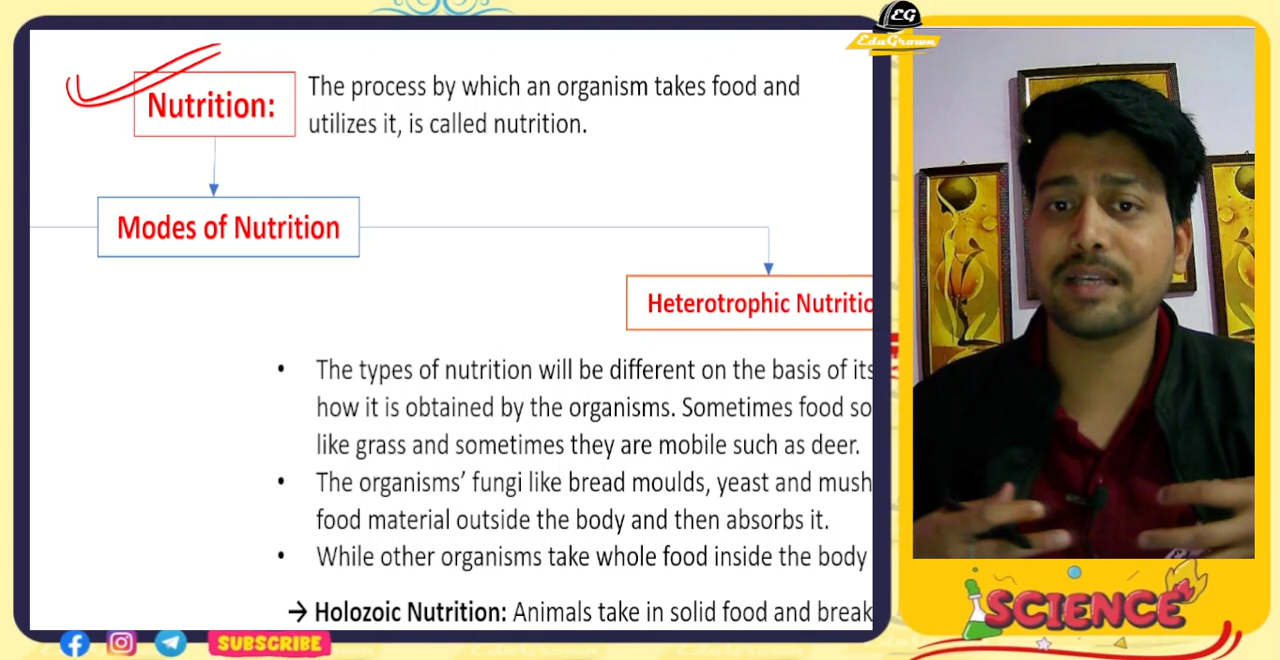 EG
EduGrown
Nutrition:
The process by which an organism takes food and
utilizes it, is called nutrition.
Modes of Nutrition
Heterotrophic Nutritio
• The types of nutrition will be different on the basis of its
how it is obtained by the organisms. Sometimes food so
like grass and sometimes they are mobile such as deer.
• The organisms’ fungi like bread moulds, yeast and mush
food material outside the body and then absorbs it.
• While other organisms take whole food inside the body
→ Holozoic Nutrition: Animals take in solid food and break
SUBSCRIBE
SCIENCE